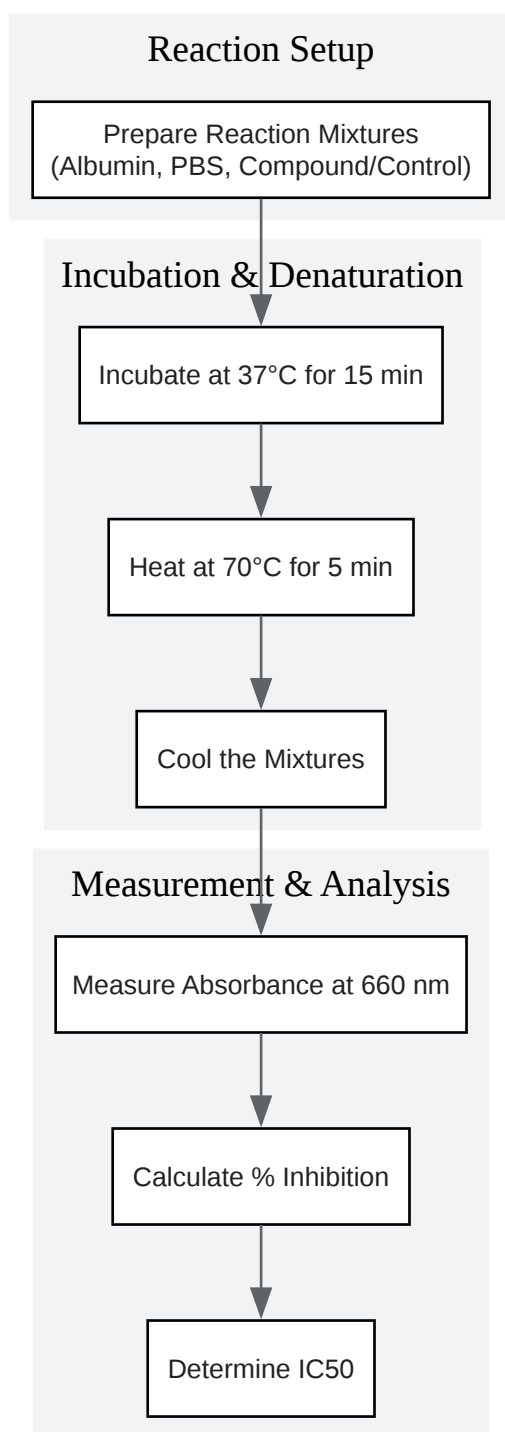 Reaction Setup
Prepare Reaction Mixtures
(Albumin, PBS, Compound/Control)
Incubation & Denaturation
Incubate at 37°C for 15 min
Heat at 70°C for 5 min
Cool the Mixtures
Measurement & Analysis
Measure Absorbance at 660 nm
Calculate % Inhibition
Determine IC50